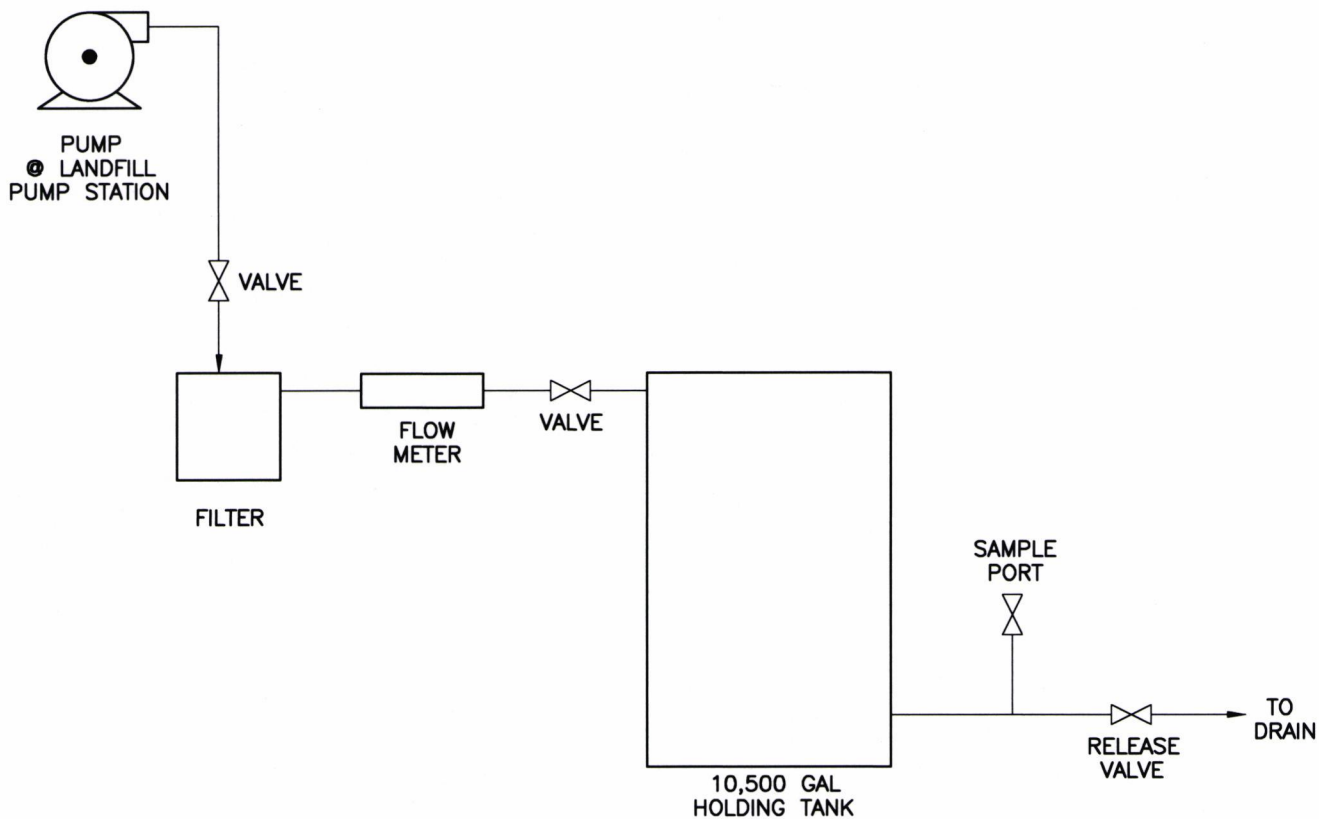 PUMP
@ LANDFILL
PUMP STATION
VALVE
FILTER
FLOW
METER
VALVE
10,500 GAL
HOLDING TANK
SAMPLE
PORT
RELEASE
VALVE
TO
DRAIN